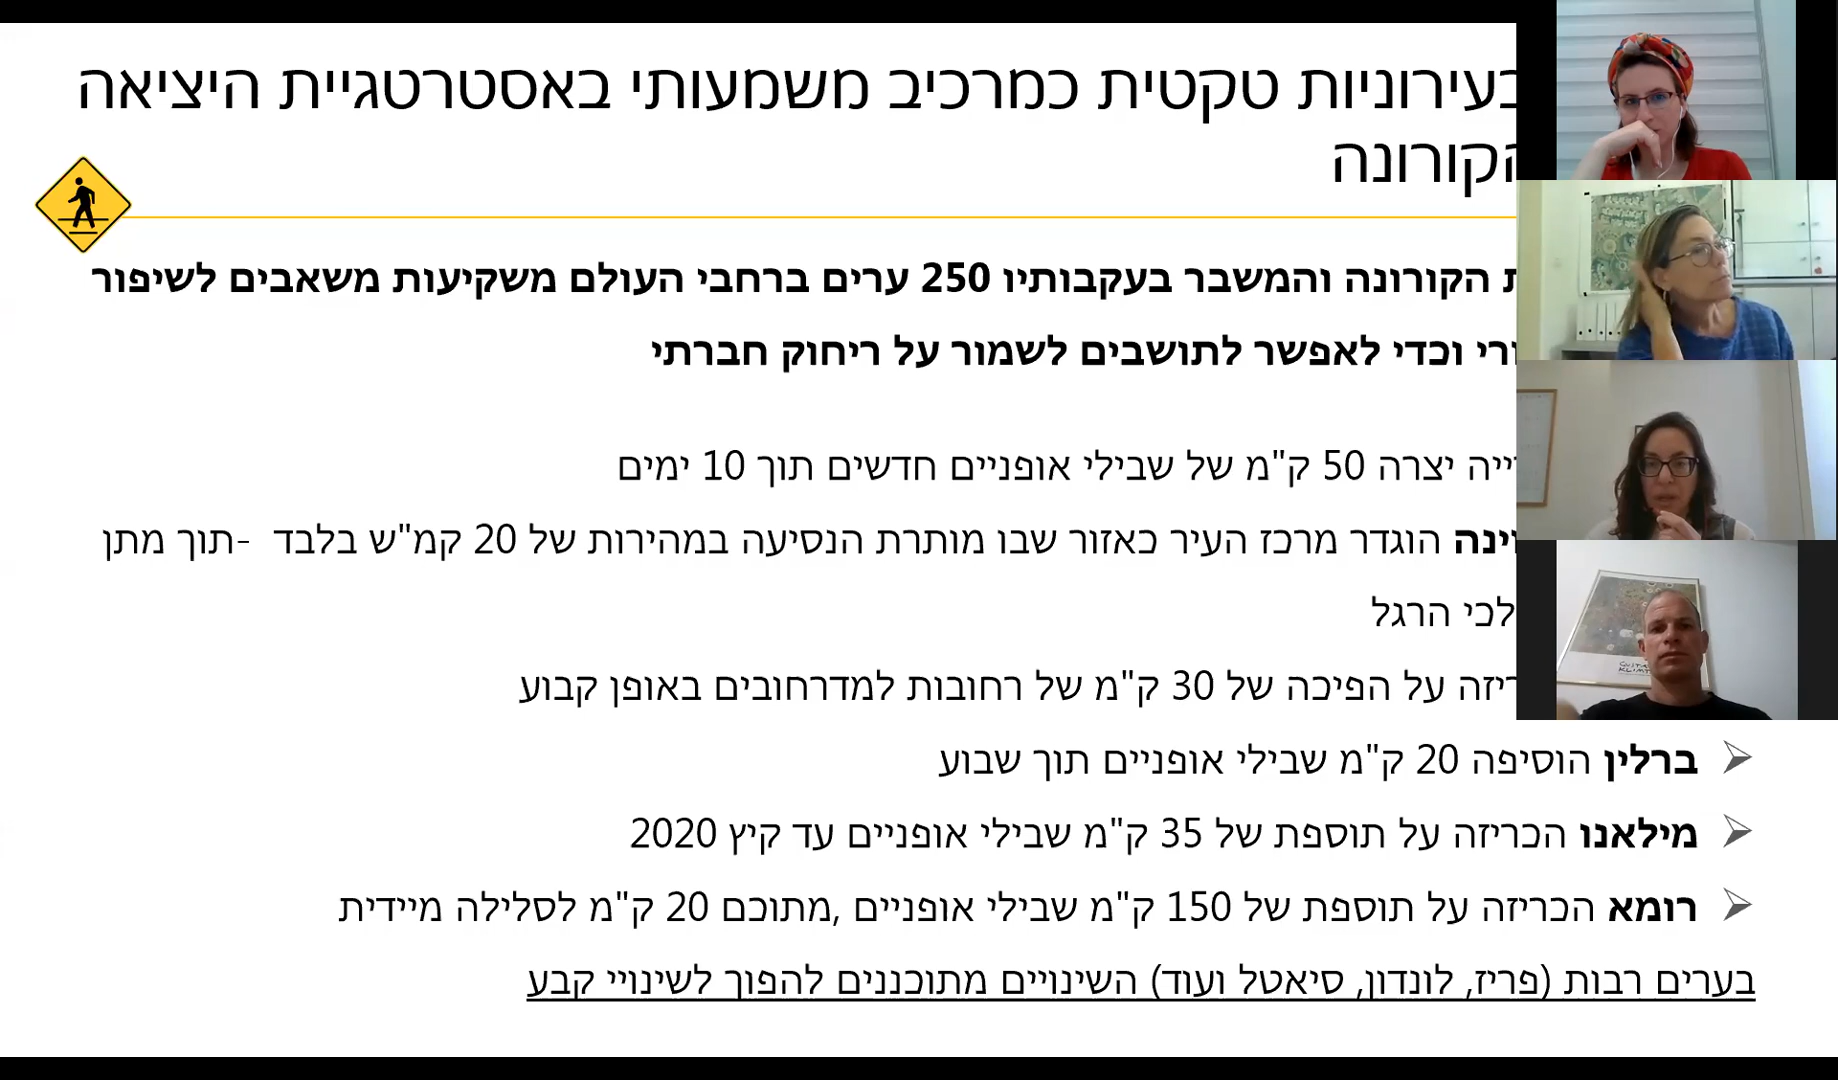 בעירוניות טקטית כמרכיב משמעותי באסטרטגיית היציאה
הקורונה
הקורונה והמשבר בעקבותיו 250 ערים ברחבי העולם משקיעות משאבים לשיפור
וכדי לאפשר לתושבים לשמור על ריחוק חברתי
יצרה 50 ק"מ של שבילי אופניים חדשים תוך 10 ימים
הוגדר מרכז העיר כאזור שבו מותרת הנסיעה במהירות של 20 קמ"ש בלבד -תוך מתן
הרגל
על הפיכה של 30 ק"מ של רחובות למדרחובים באופן קבוע
ברלין הוסיפה 20 ק"מ שבילי אופניים תוך שבוע
מילאנו הכריזה על תוספת של 35 ק"מ שבילי אופניים עד קיץ 2020
רומא הכריזה על תוספת של 150 ק"מ שבילי אופניים ,מתוכם 20 ק"מ לסלילה מיידית
בערים רבות (פריז, לונדון, סיאטל ועוד) השינויים מתוכננים להפוך לשינויי קבע